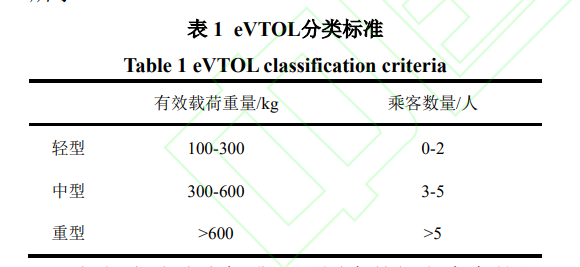 表 1 eVTOL分类标准
Table 1 eVTOL classification criteria
有效载荷重量/kg 乘客数量/人
轻型 100-300 0-2
中型 300-600 3-5
重型 >600 >5